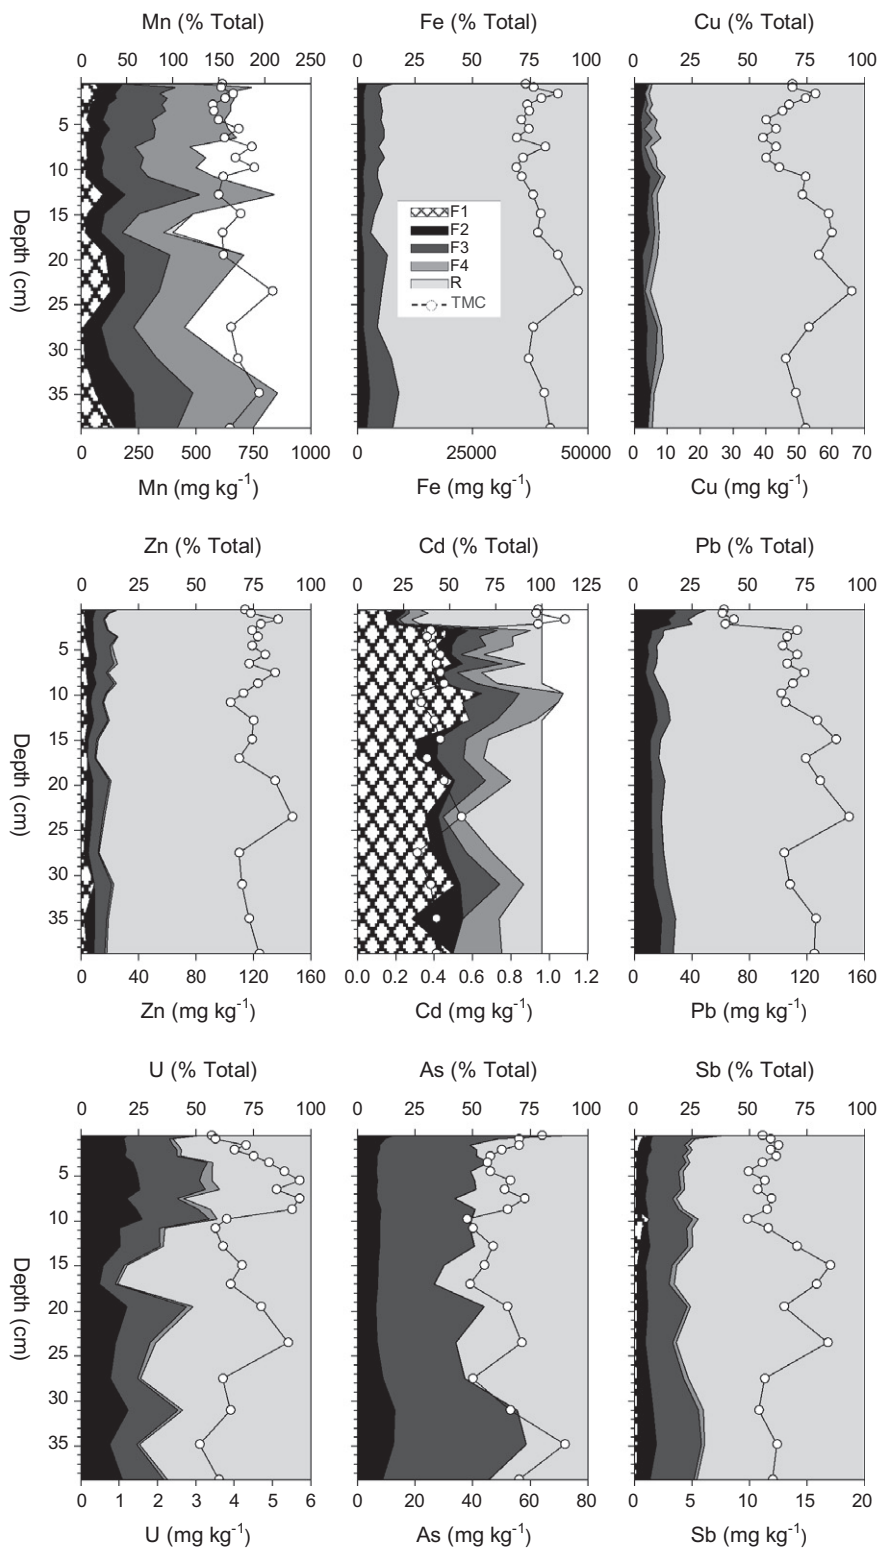 Mn (% Total) Fe (% Total) Cu (% Total)
0 50 100 150 200 250 0 25 50 75 100 0 25 50 75 100
5
10
15
20
25
30
35
Depth (cm)
F1
F2
F3
F4
R
TMC
0 250 500 750 1000 0 25000 50000 0 10 20 30 40 50 60 70
Mn (mg kg⁻¹) Fe (mg kg⁻¹) Cu (mg kg⁻¹)
Zn (% Total) Cd (% Total) Pb (% Total)
0 25 50 75 100 0 25 50 75 100 125 0 25 50 75 100
5
10
15
20
25
30
35
Depth (cm)
0 40 80 120 160 0.0 0.2 0.4 0.6 0.8 1.0 1.2 0 40 80 120 160
Zn (mg kg⁻¹) Cd (mg kg⁻¹) Pb (mg kg⁻¹)
U (% Total) As (% Total) Sb (% Total)
0 25 50 75 100 0 25 50 75 100 0 25 50 75 100
5
10
15
20
25
30
35
Depth (cm)
0 1 2 3 4 5 6 0 20 40 60 80 0 5 10 15 20
U (mg kg⁻¹) As (mg kg⁻¹) Sb (mg kg⁻¹)